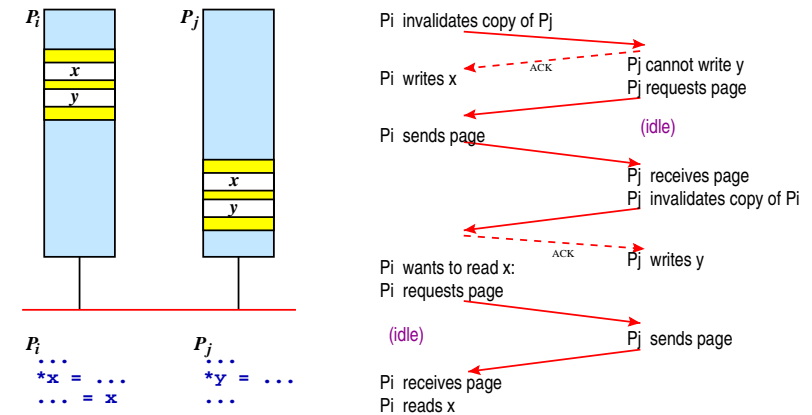 Pi
x
y
Pj
x
y
Pi
...
*x = ...
... = x
Pj
...
*y = ...
...
Pi invalidates copy of Pj
ACK
Pj cannot write y
Pi writes x
Pj requests page
(idle)
Pi sends page
Pj receives page
Pj invalidates copy of Pi
ACK
Pj writes y
Pi wants to read x:
Pi requests page
(idle)
Pj sends page
Pi receives page
Pi reads x